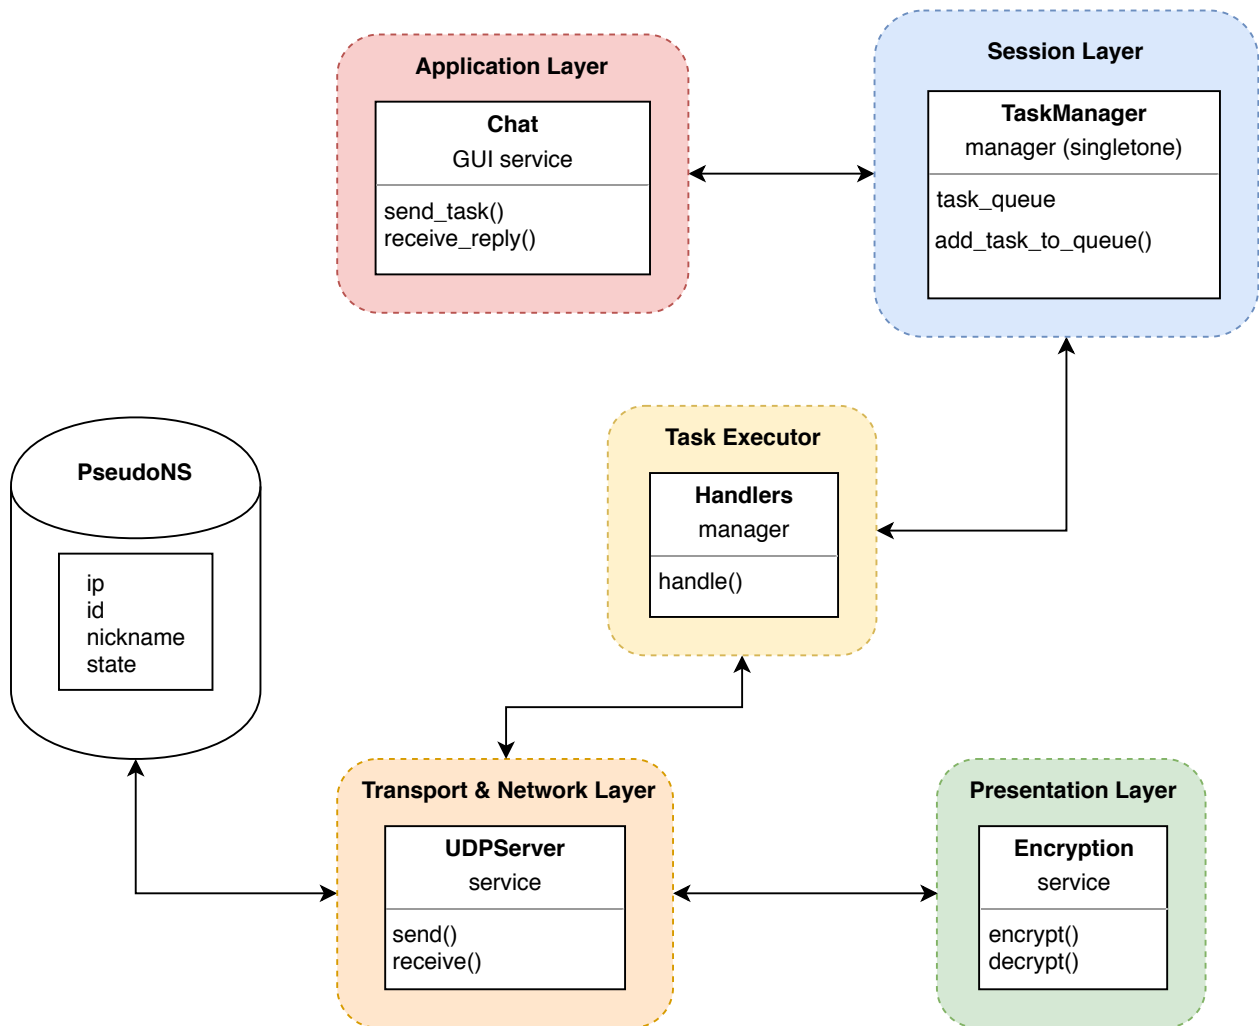 Application Layer
Chat
GUI service
send_task()
receive_reply()
Session Layer
TaskManager
manager (singletone)
task_queue
add_task_to_queue()
Task Executor
Handlers
manager
handle()
PseudoNS
ip
id
nickname
state
Transport & Network Layer
UDPServer
service
send()
receive()
Presentation Layer
Encryption
service
encrypt()
decrypt()